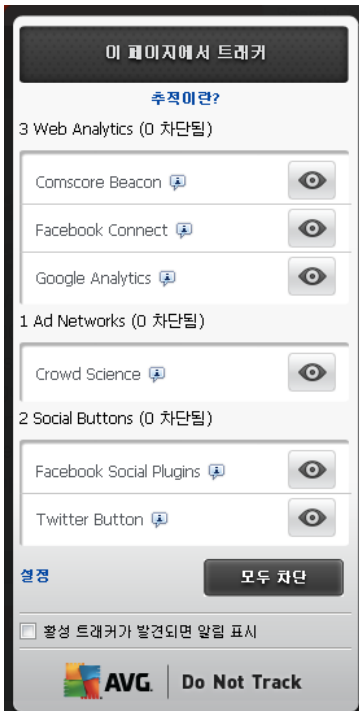 이 페이지에서 트래커
추적이란?
3 Web Analytics (0 차단됨)
Comscore Beacon
Facebook Connect
Google Analytics
1 Ad Networks (0 차단됨)
Crowd Science
2 Social Buttons (0 차단됨)
Facebook Social Plugins
Twitter Button
설정 모두 차단
활성 트래커가 발견되면 알림 표시
AVG. Do Not Track